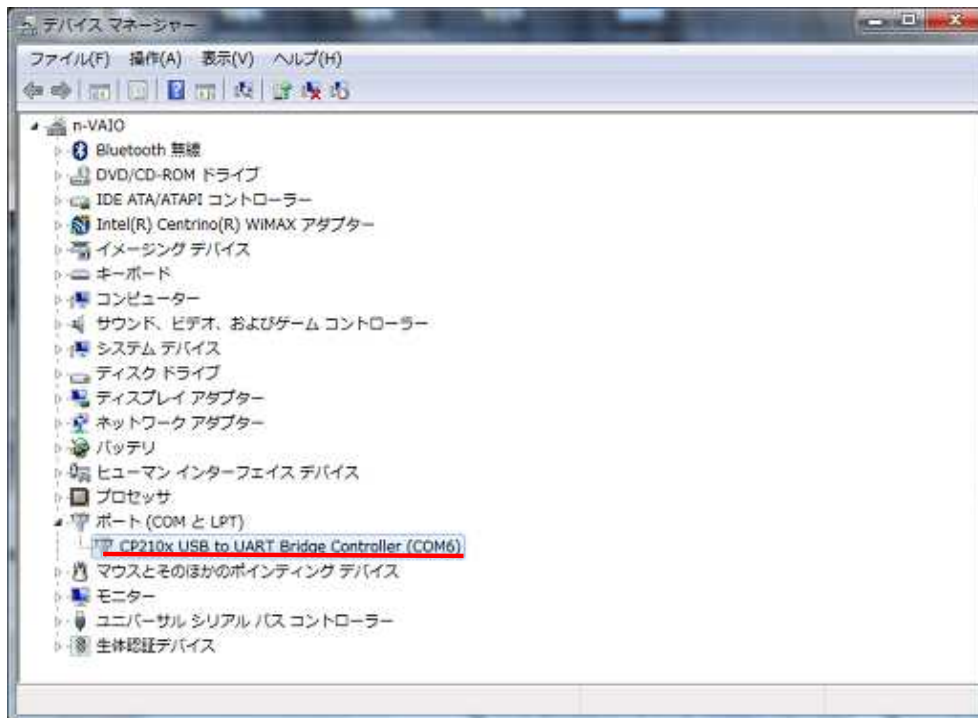 デバイス マネージャー
ファイル(F) 操作(A) 表示(V) ヘルプ(H)
n-VAIO
Bluetooth 無線
DVD/CD-ROM ドライブ
IDE ATA/ATAPI コントローラー
Intel(R) Centrino(R) WiMAX アダプター
イメージング デバイス
キーボード
コンピューター
サウンド、ビデオ、およびゲーム コントローラー
システム デバイス
ディスク ドライブ
ディスプレイ アダプター
ネットワーク アダプター
バッテリ
ヒューマン インターフェイス デバイス
プロセッサ
ポート (COM と LPT)
CP210x USB to UART Bridge Controller (COM6)
マウスとそのほかのポインティング デバイス
モニター
ユニバーサル シリアル バス コントローラー
生体認証デバイス